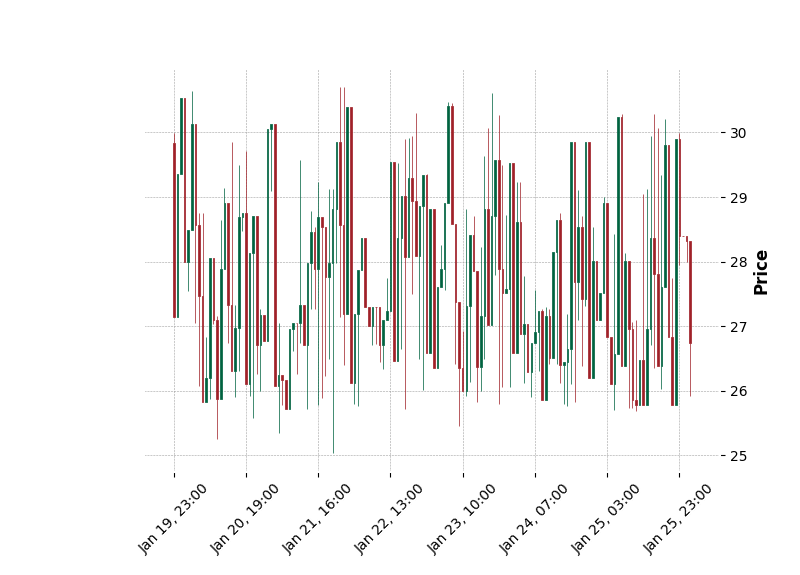 30
29
28
27
26
25
Price
Jan 19, 23:00
Jan 20, 19:00
Jan 21, 16:00
Jan 22, 13:00
Jan 23, 10:00
Jan 24, 07:00
Jan 25, 03:00
Jan 25, 23:00